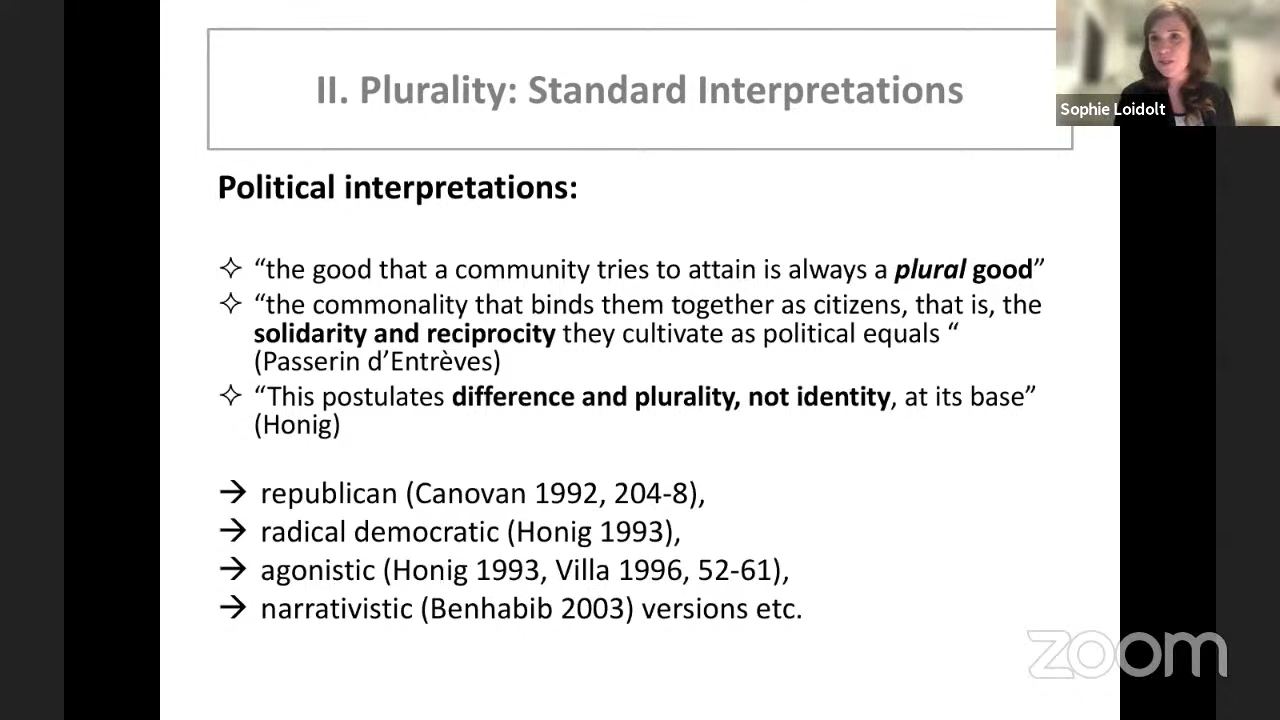 II. Plurality: Standard Interpretations
Sophie Loidolt
Political interpretations:
✧ “the good that a community tries to attain is always a plural good”
✧ “the commonality that binds them together as citizens, that is, the
solidarity and reciprocity they cultivate as political equals “
(Passerin d’Entrèves)
✧ “This postulates difference and plurality, not identity, at its base”
(Honig)
→ republican (Canovan 1992, 204-8),
→ radical democratic (Honig 1993),
→ agonistic (Honig 1993, Villa 1996, 52-61),
→ narrativistic (Benhabib 2003) versions etc.
zoom